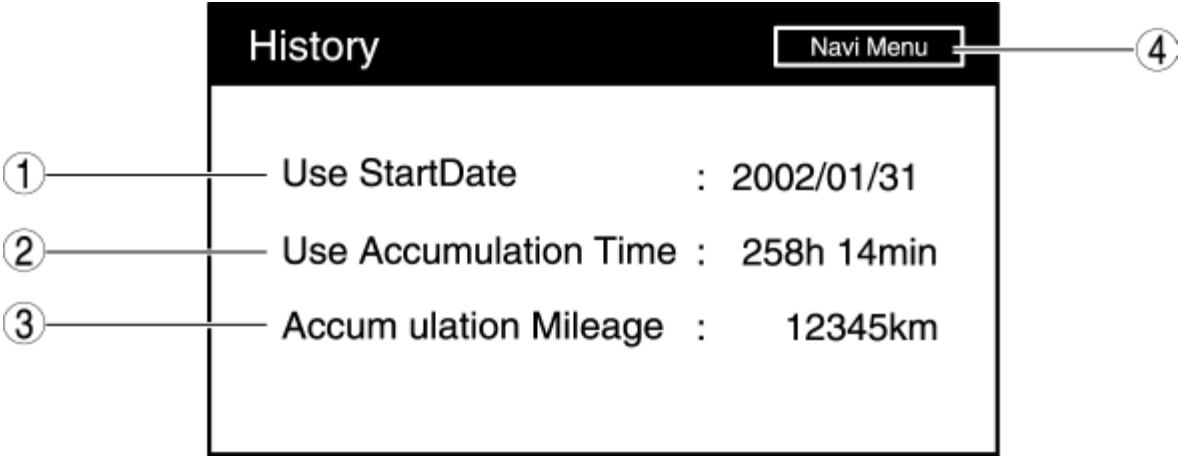 History Navi Menu ④
① Use StartDate : 2002/01/31
② Use Accumulation Time : 258h 14min
③ Accum ulation Mileage : 12345km